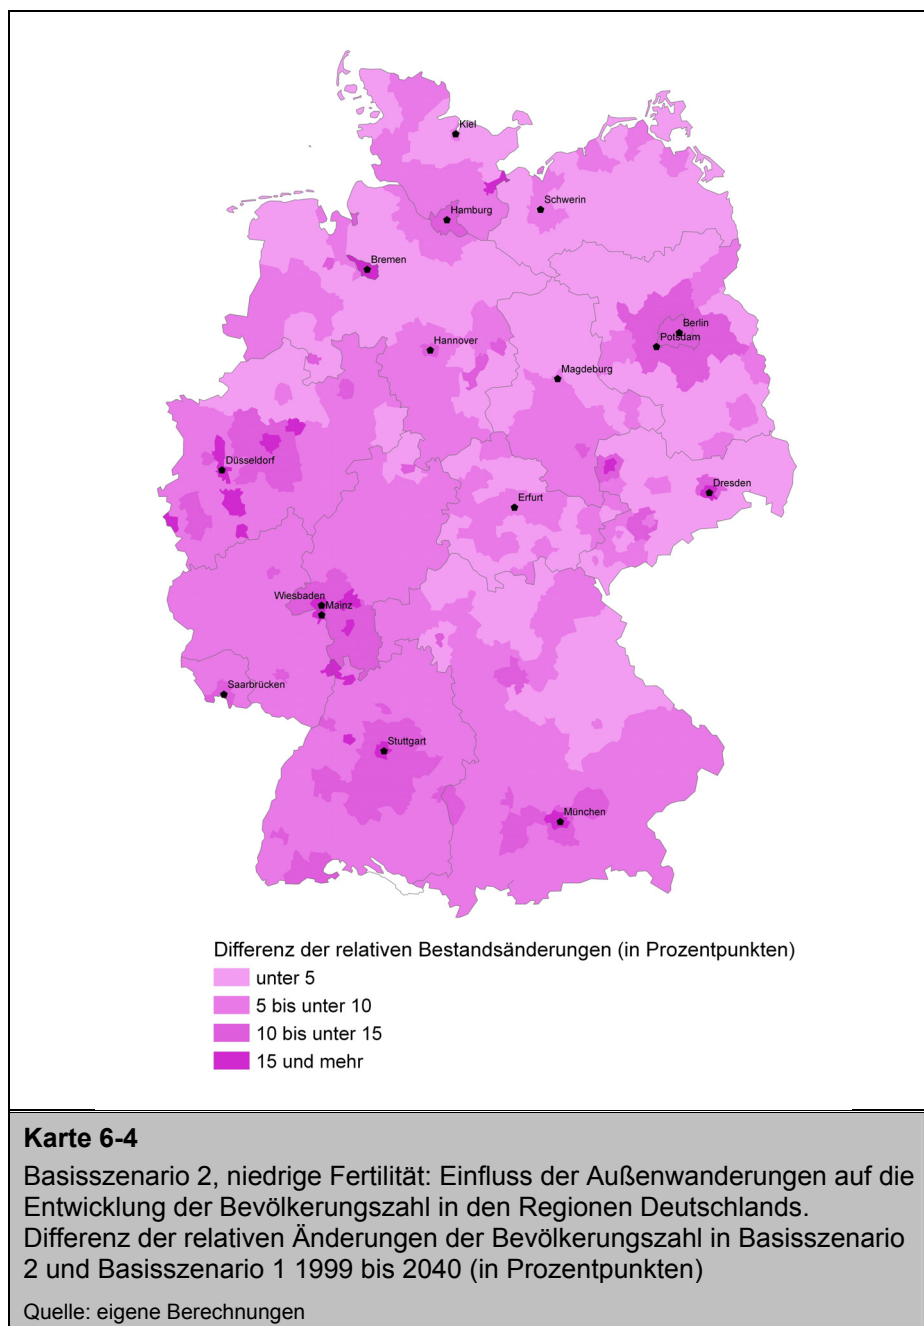 Kiel
Schwerin
Hamburg
Bremen
Berlin
Potsdam
Hannover
Magdeburg
Düsseldorf
Dresden
Erfurt
Wiesbaden
Mainz
Saarbrücken
Stuttgart
München
Differenz der relativen Bestandsänderungen (in Prozentpunkten)
unter 5
5 bis unter 10
10 bis unter 15
15 und mehr
Karte 6-4
Basisszenario 2, niedrige Fertilität: Einfluss der Außenwanderungen auf die
Entwicklung der Bevölkerungszahl in den Regionen Deutschlands.
Differenz der relativen Änderungen der Bevölkerungszahl in Basisszenario
2 und Basisszenario 1 1999 bis 2040 (in Prozentpunkten)
Quelle: eigene Berechnungen